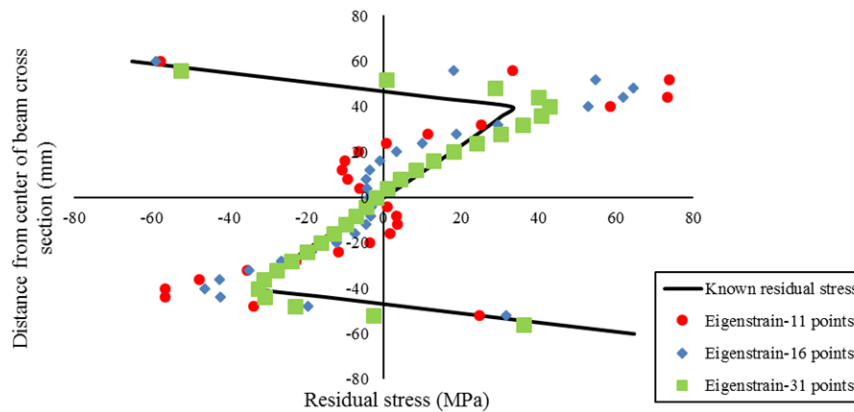 80
60
40
20
0
-20
-40
-60
-80
-80 -60 -40 -20 0 20 40 60 80
Distance from center of beam cross
section (mm)
Residual stress (MPa)
Known residual stress
Eigenstrain-11 points
Eigenstrain-16 points
Eigenstrain-31 points